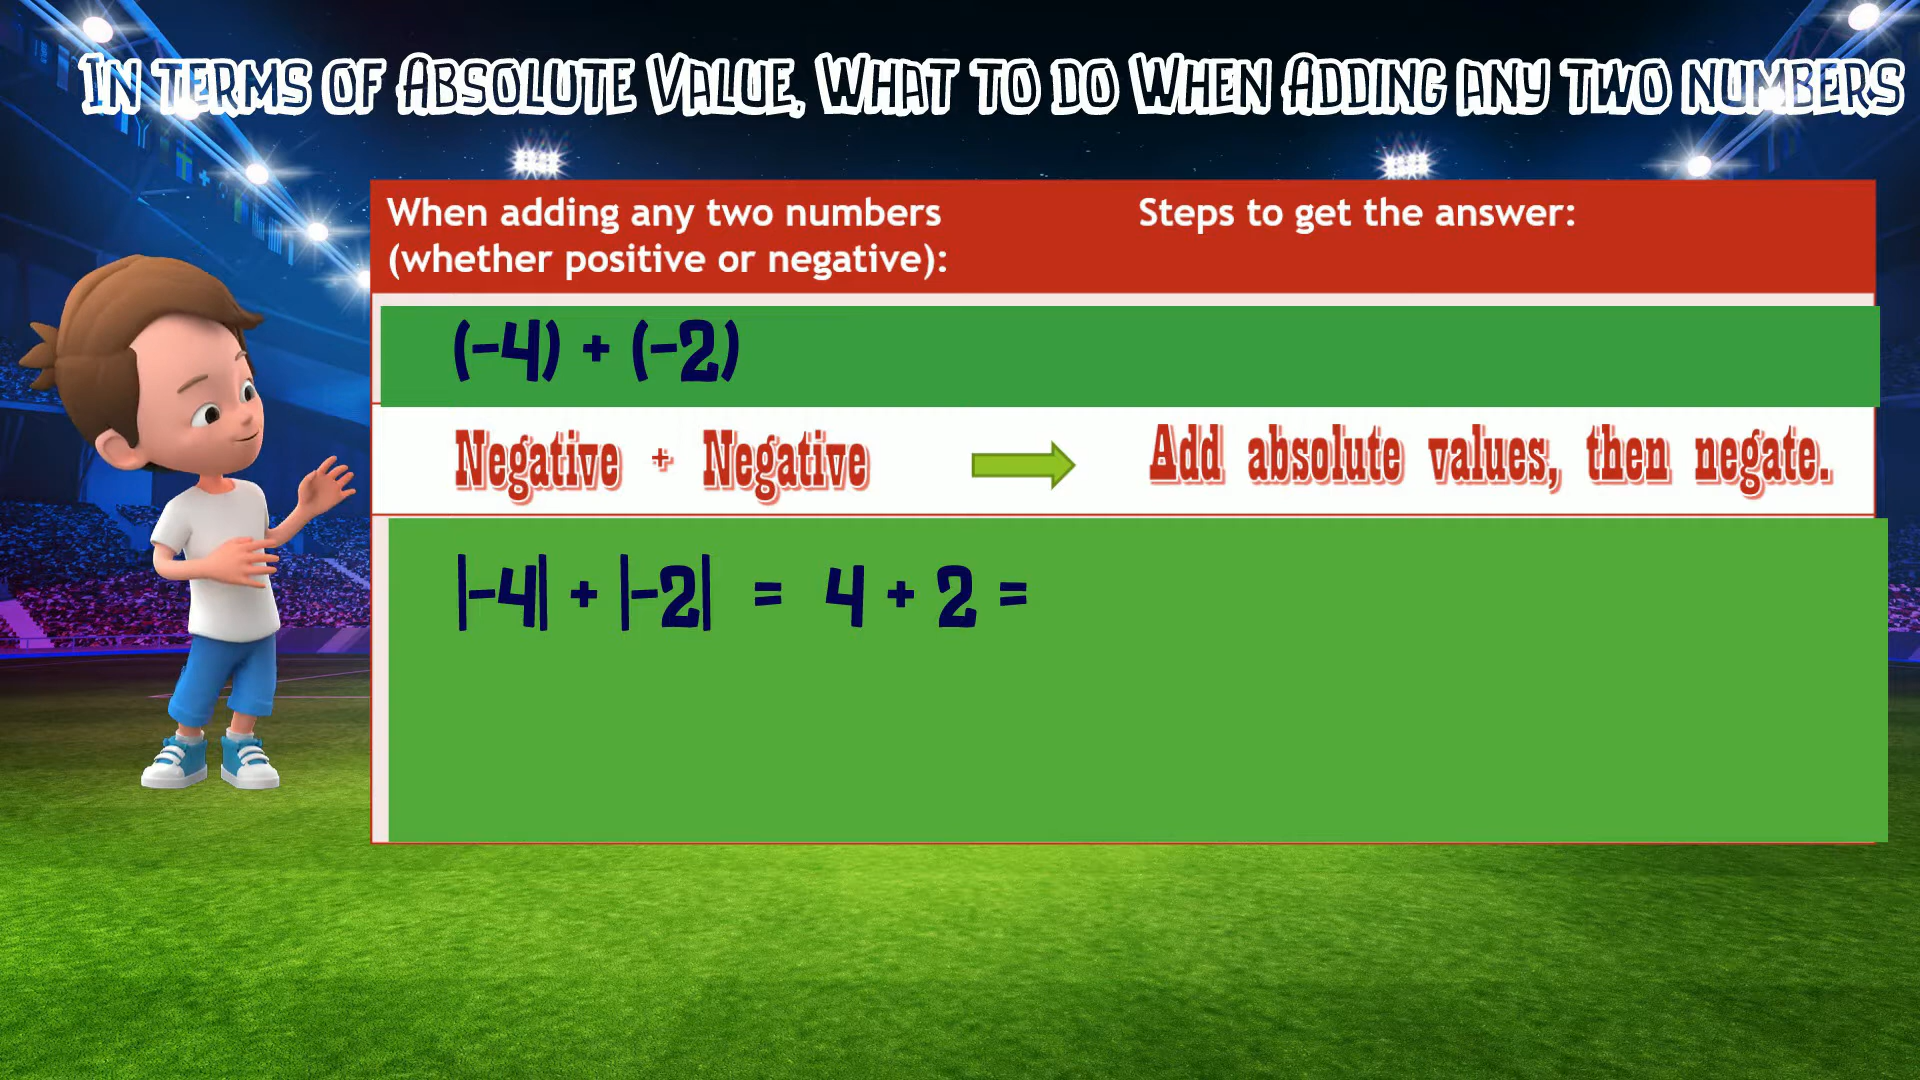 In terms of Absolute Value, What to do When Adding any two numbers
When adding any two numbers
(whether positive or negative):
Steps to get the answer:
(-4) + (-2)
Negative + Negative
Add absolute values, then negate.
|-4| + |-2| = 4 + 2 =